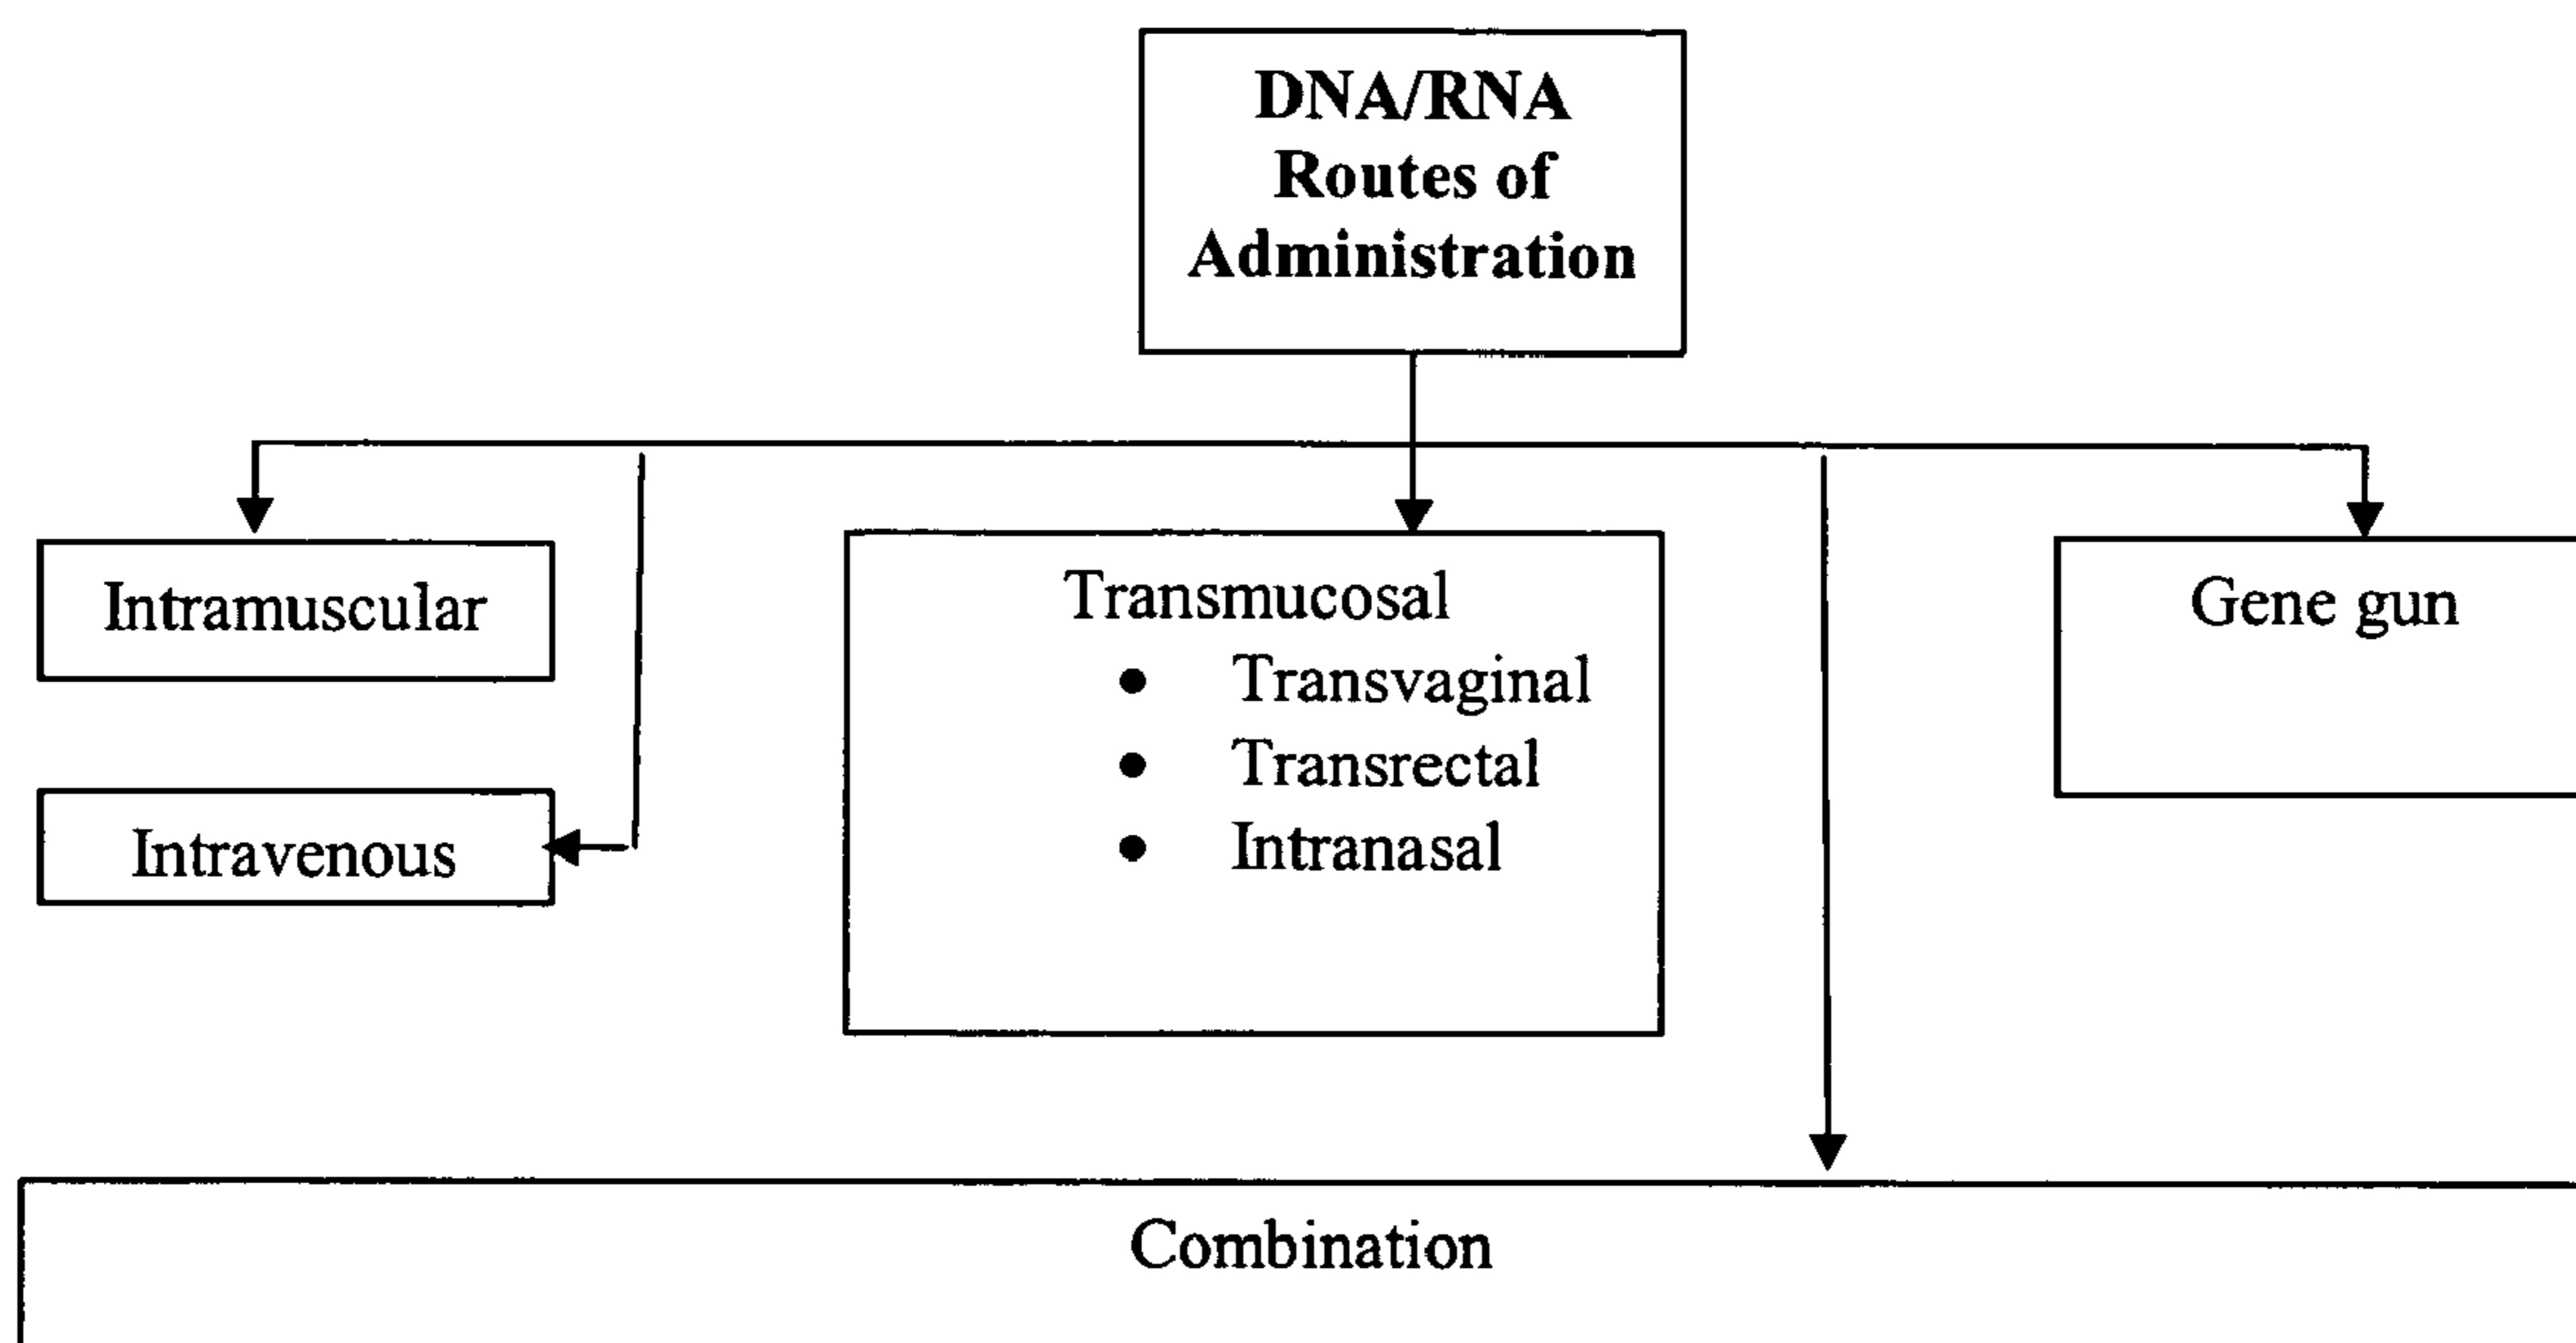 DNA/RNA
Routes of
Administration
Intramuscular
Intravenous
Transmucosal
• Transvaginal
• Transrectal
• Intranasal
Gene gun
Combination